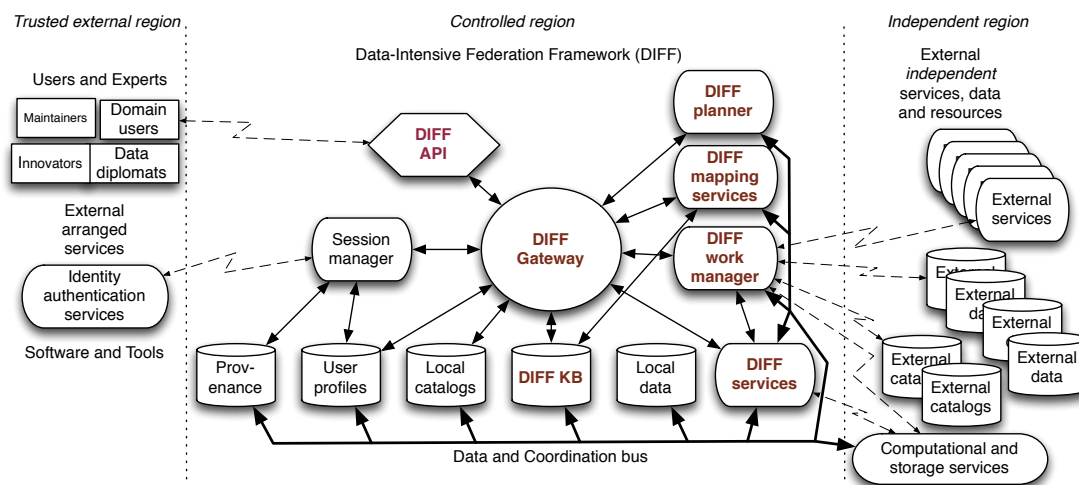 Trusted external region
Controlled region
Independent region
Data-Intensive Federation Framework (DIFF)
Users and Experts
Maintainers
Domain
users
Innovators
Data
diplomats
External
arranged
services
Identity
authentication
services
Software and Tools
DIFF
API
Session
manager
DIFF
Gateway
DIFF
planner
DIFF
mapping
services
DIFF
work
manager
Prov-
enance
User
profiles
Local
catalogs
DIFF KB
Local
data
DIFF
services
Data and Coordination bus
External
independent
services, data
and resources
External
services
External
External
data
External
data
External
data
External
cata
External
catalogs
Computational and
storage services